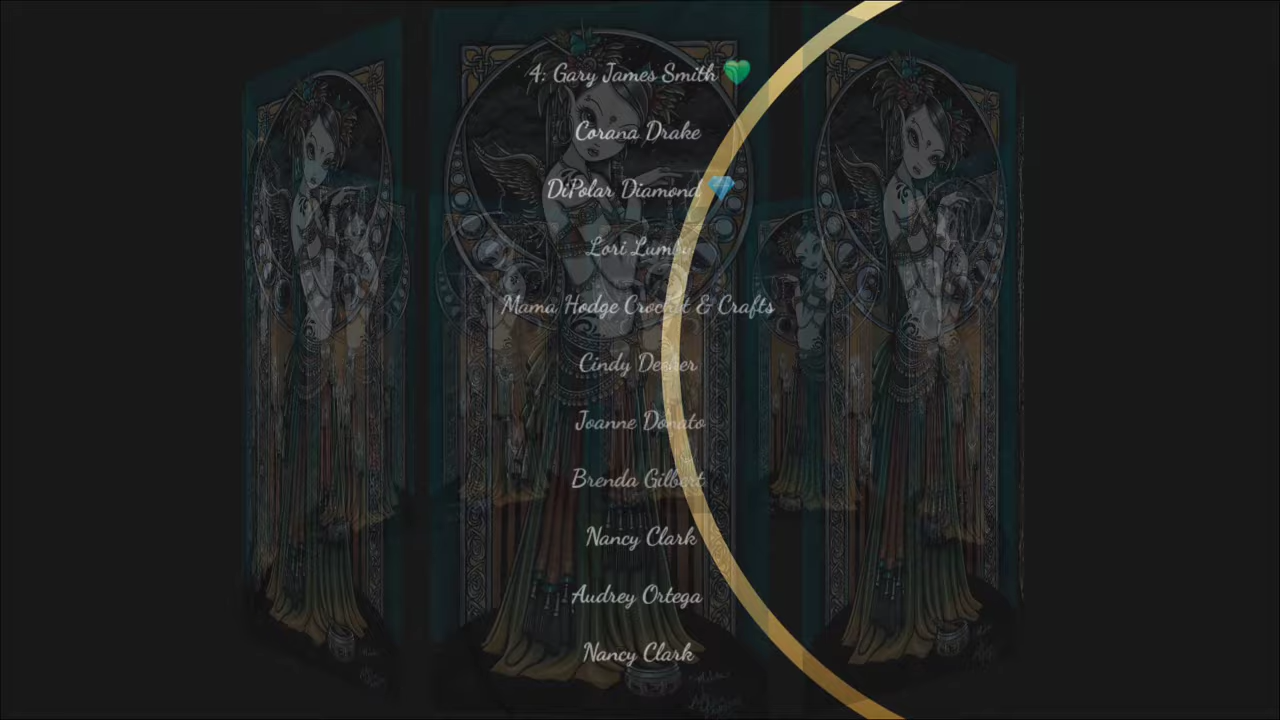 4: Gary James Smith 💚
Corana Drake
DiPolar Diamond 💎
Lori Lumby
Mama Hodge Crochet & Crafts
Cindy Decker
Joanne Donato
Brenda Gilbert
Nancy Clark
Audrey Ortega
Nancy Clark